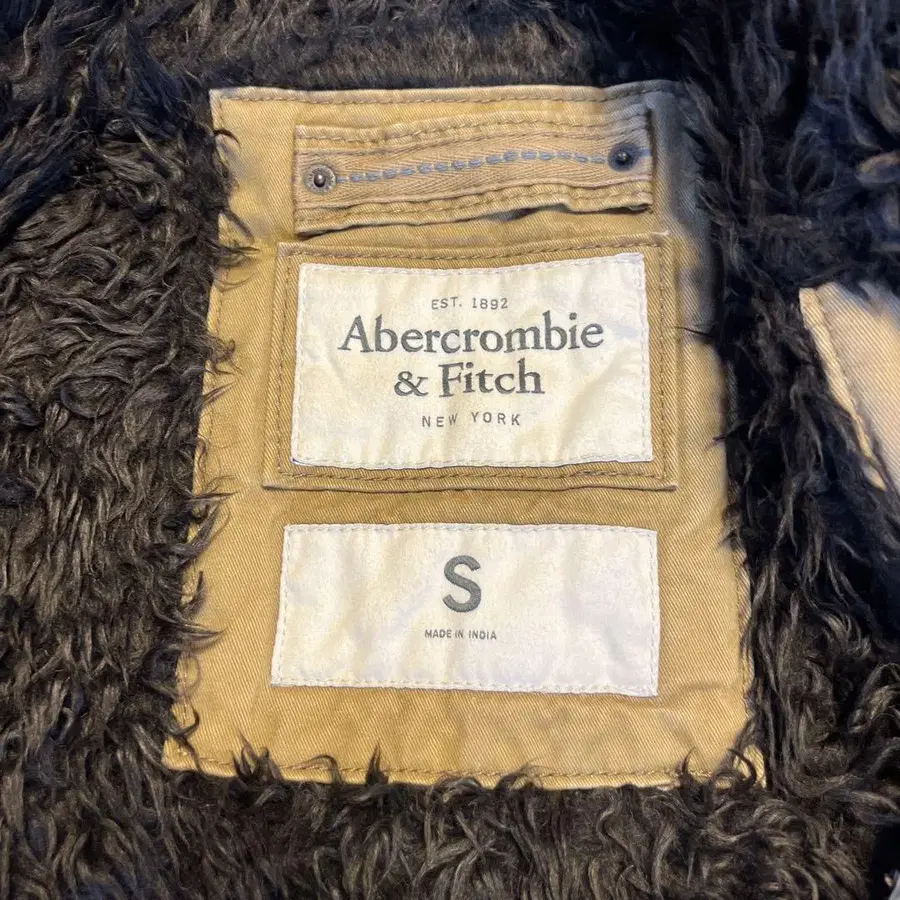 EST. 1892
Abercrombie
& Fitch
NEW YORK
S
MADE IN INDIA